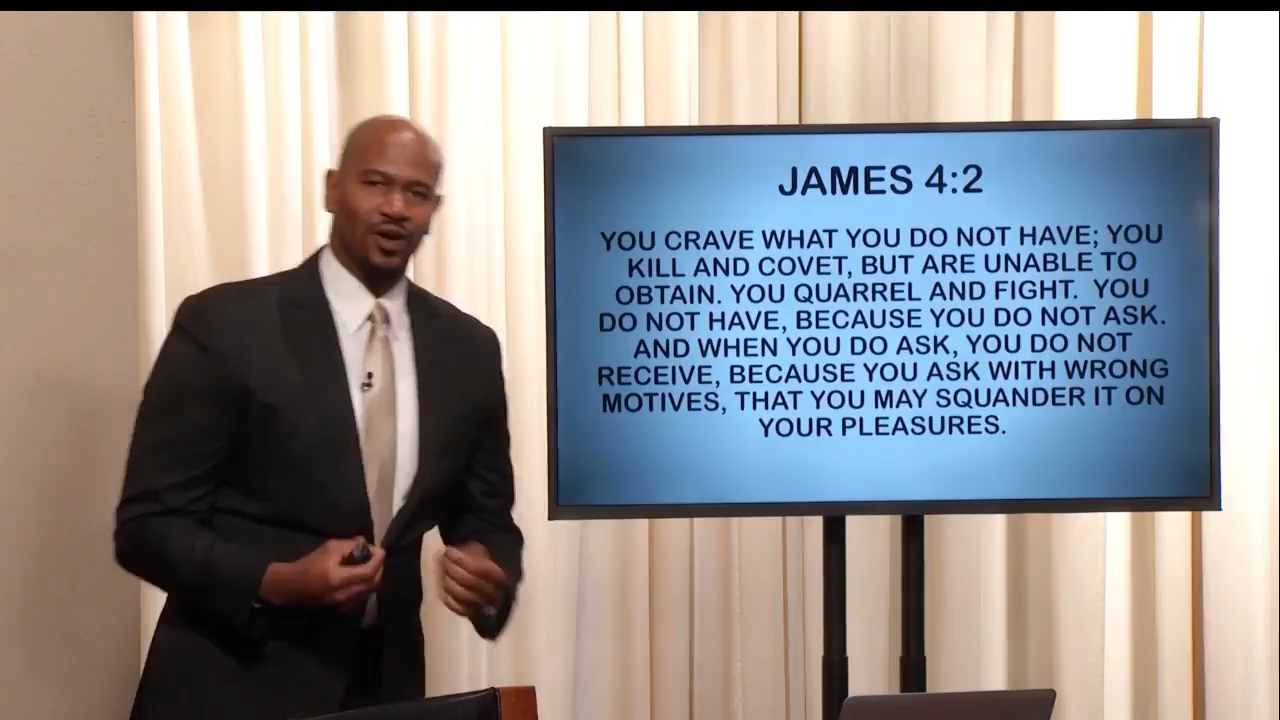 JAMES 4:2
YOU CRAVE WHAT YOU DO NOT HAVE; YOU
KILL AND COVET, BUT ARE UNABLE TO
OBTAIN. YOU QUARREL AND FIGHT.  YOU
DO NOT HAVE, BECAUSE YOU DO NOT ASK.
AND WHEN YOU DO ASK, YOU DO NOT
RECEIVE, BECAUSE YOU ASK WITH WRONG
MOTIVES, THAT YOU MAY SQUANDER IT ON
YOUR PLEASURES.